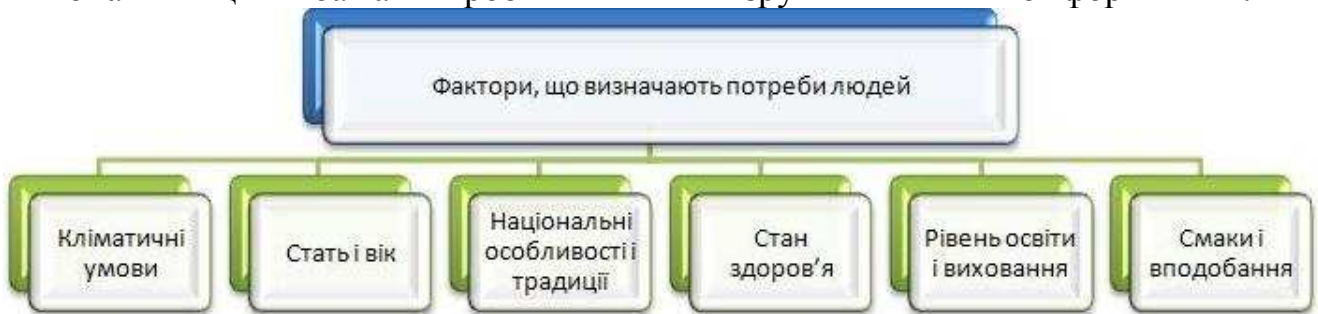 Фактори, що визначають потреби людей
Кліматичні
умови
Стать і вік
Національні
особливості і
традиції
Стан
здоров’я
Рівень освіти
і виховання
Смаки і
вподобання